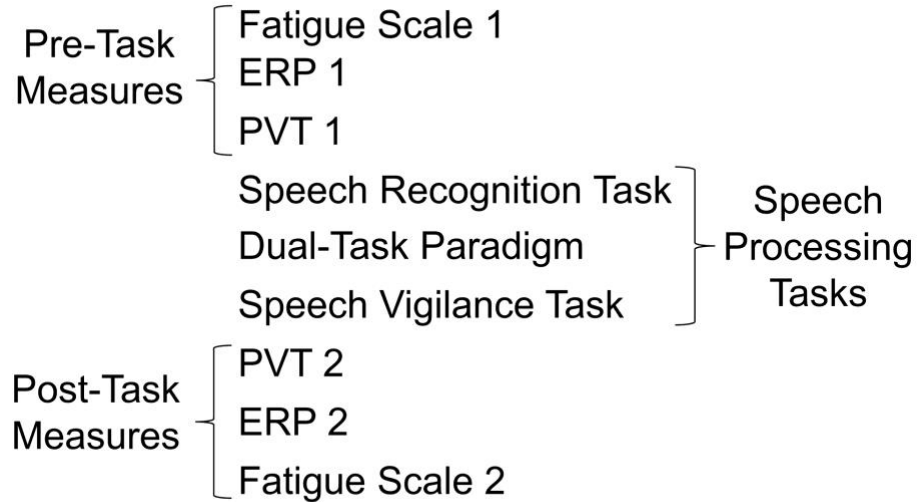 Pre-Task
Measures
Fatigue Scale 1
ERP 1
PVT 1
Speech Recognition Task
Dual-Task Paradigm
Speech Vigilance Task
Speech
Processing
Tasks
Post-Task
Measures
PVT 2
ERP 2
Fatigue Scale 2